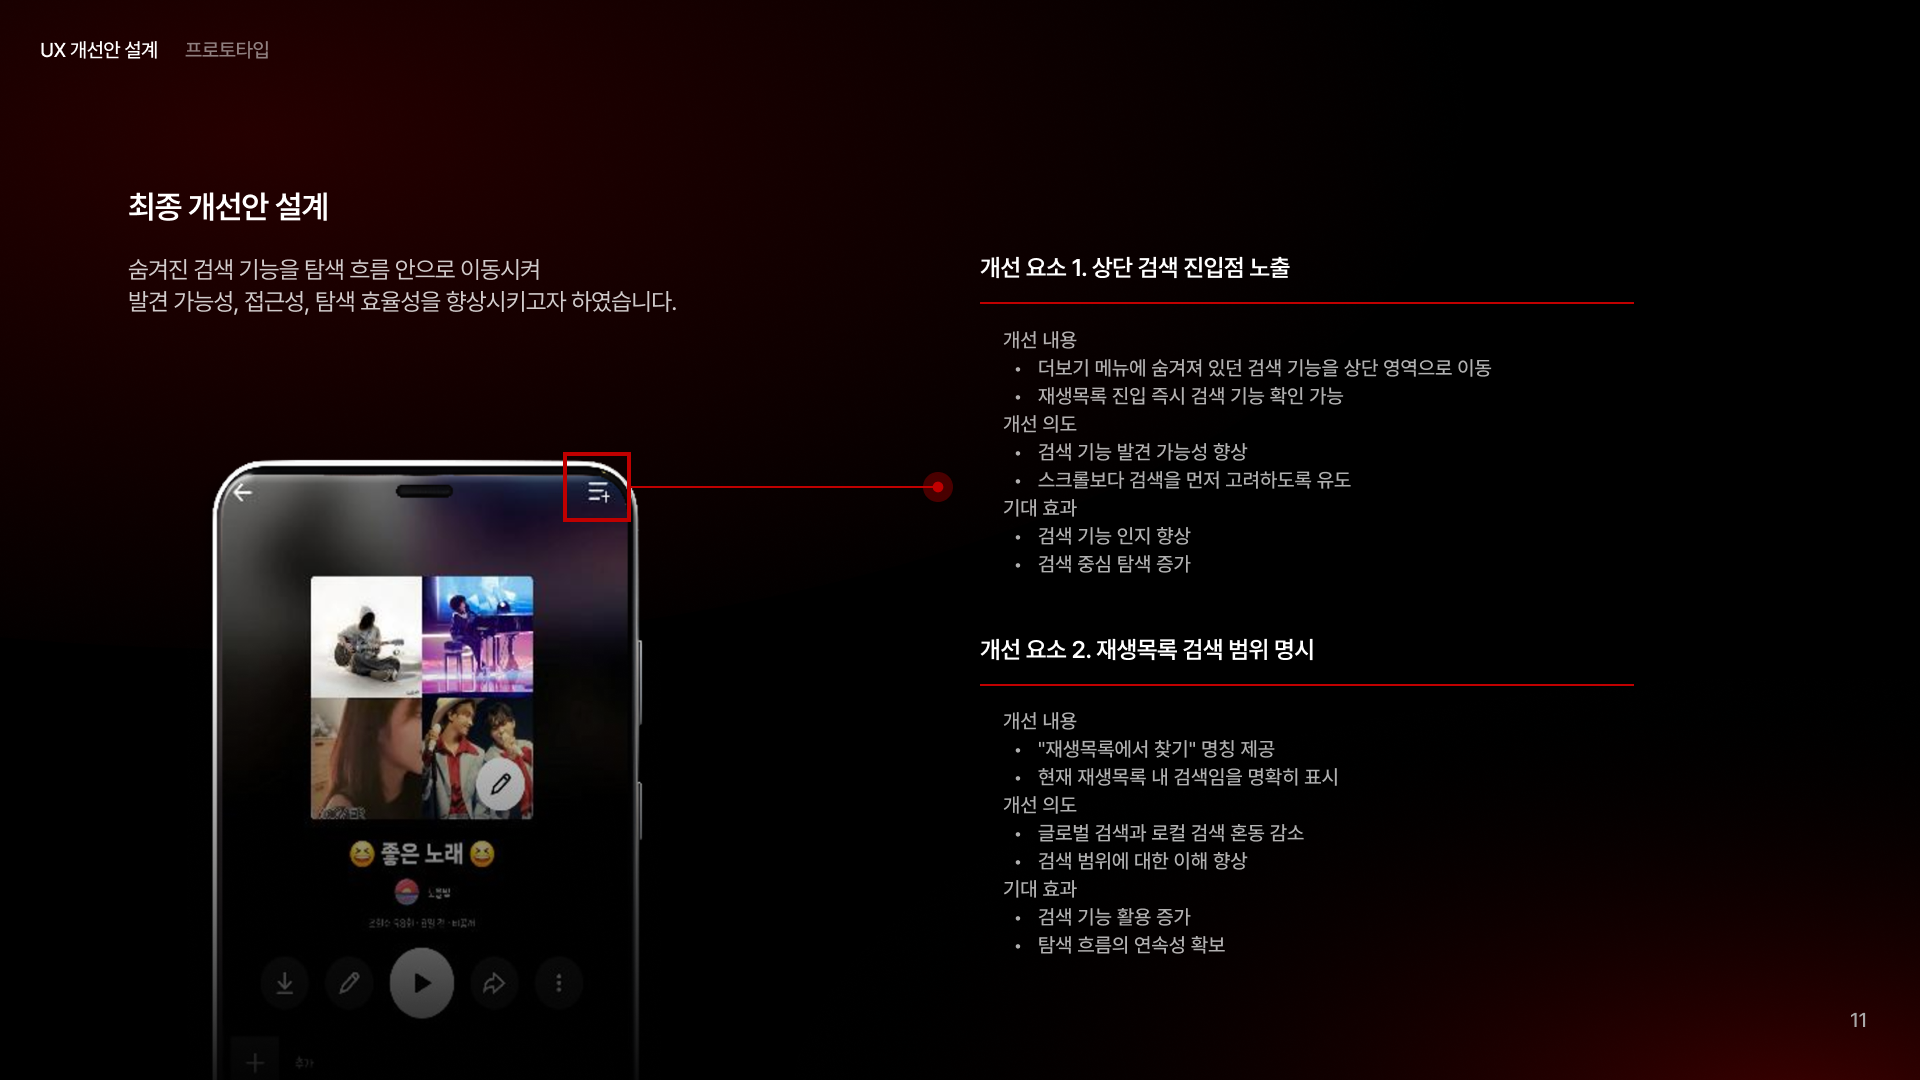 UX 개선안 설계 프로토타입
최종 개선안 설계
숨겨진 검색 기능을 탐색 흐름 안으로 이동시켜
발견 가능성, 접근성, 탐색 효율성을 향상시키고자 하였습니다.
😆 좋은 노래 😆
추가
개선 요소 1. 상단 검색 진입점 노출
개선 내용
• 더보기 메뉴에 숨겨져 있던 검색 기능을 상단 영역으로 이동
• 재생목록 진입 즉시 검색 기능 확인 가능
개선 의도
• 검색 기능 발견 가능성 향상
• 스크롤보다 검색을 먼저 고려하도록 유도
기대 효과
• 검색 기능 인지 향상
• 검색 중심 탐색 증가
개선 요소 2. 재생목록 검색 범위 명시
개선 내용
• "재생목록에서 찾기" 명칭 제공
• 현재 재생목록 내 검색임을 명확히 표시
개선 의도
• 글로벌 검색과 로컬 검색 혼동 감소
• 검색 범위에 대한 이해 향상
기대 효과
• 검색 기능 활용 증가
• 탐색 흐름의 연속성 확보
11